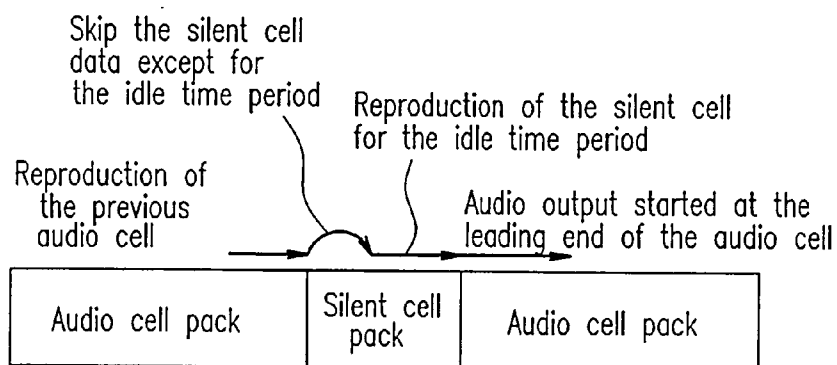 Skip the silent cell
data except for
the idle time period
Reproduction of the silent cell
for the idle time period
Reproduction of
the previous
audio cell
Audio output started at the
leading end of the audio cell
Audio cell pack
Silent cell
pack
Audio cell pack